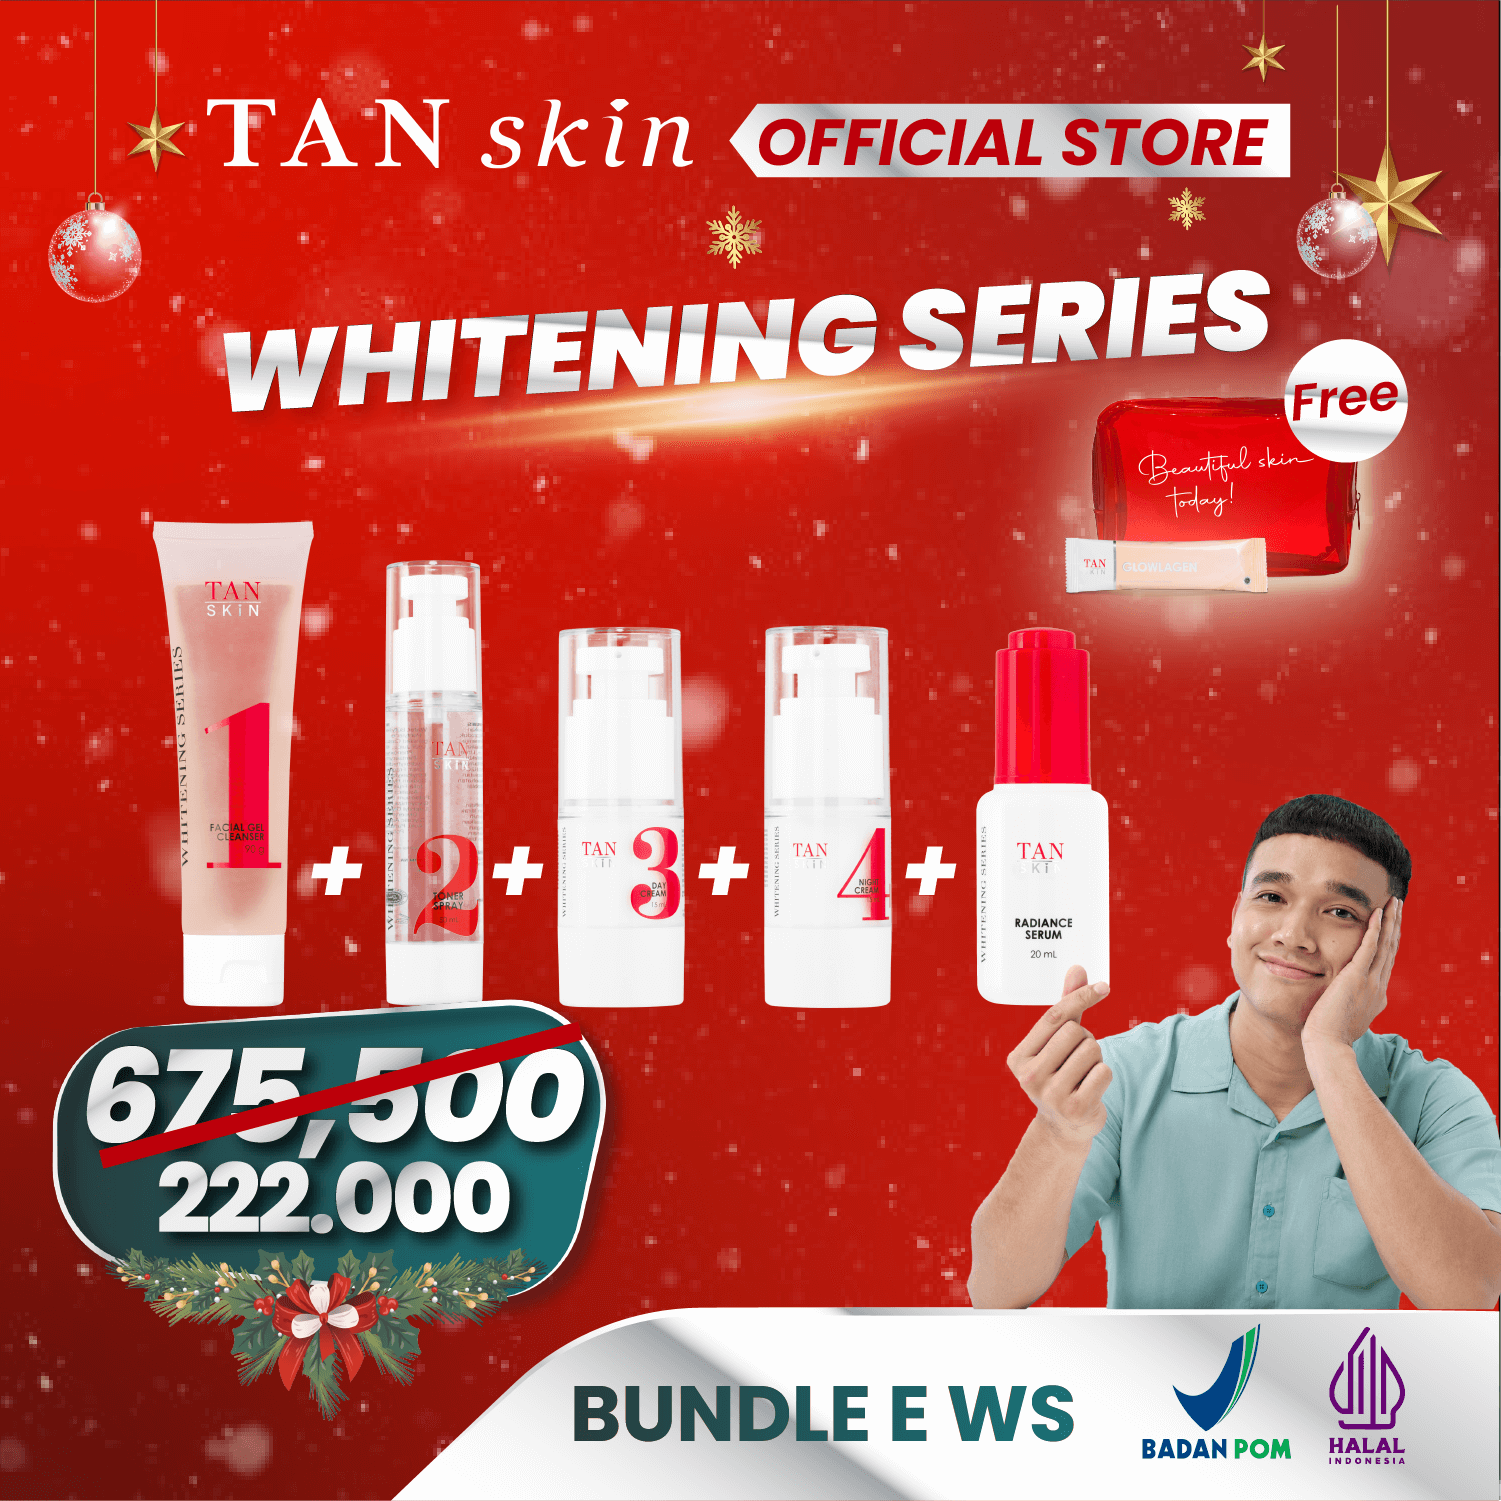 TAN skin OFFICIAL STORE
WHITENING SERIES
Free
Beautiful skin
today!
TAN
SKIN
GLOWLAGEN
TAN
SKiN
WHITENING SERIES
1
FACIAL GEL
CLEANSER
+
TAN
SKIN
WHITENING SERIES
2
TONER
SPRAY
+
TAN
WHITENING SERIES
3
DAY
CREAM
+
TAN
WHITENING SERIES
4
+
TAN
SKiN
WHITENING SERIES
RADIANCE
SERUM
20 mL
675,500
222.000
BUNDLE E WS
BADAN POM
HALAL
INDONESIA